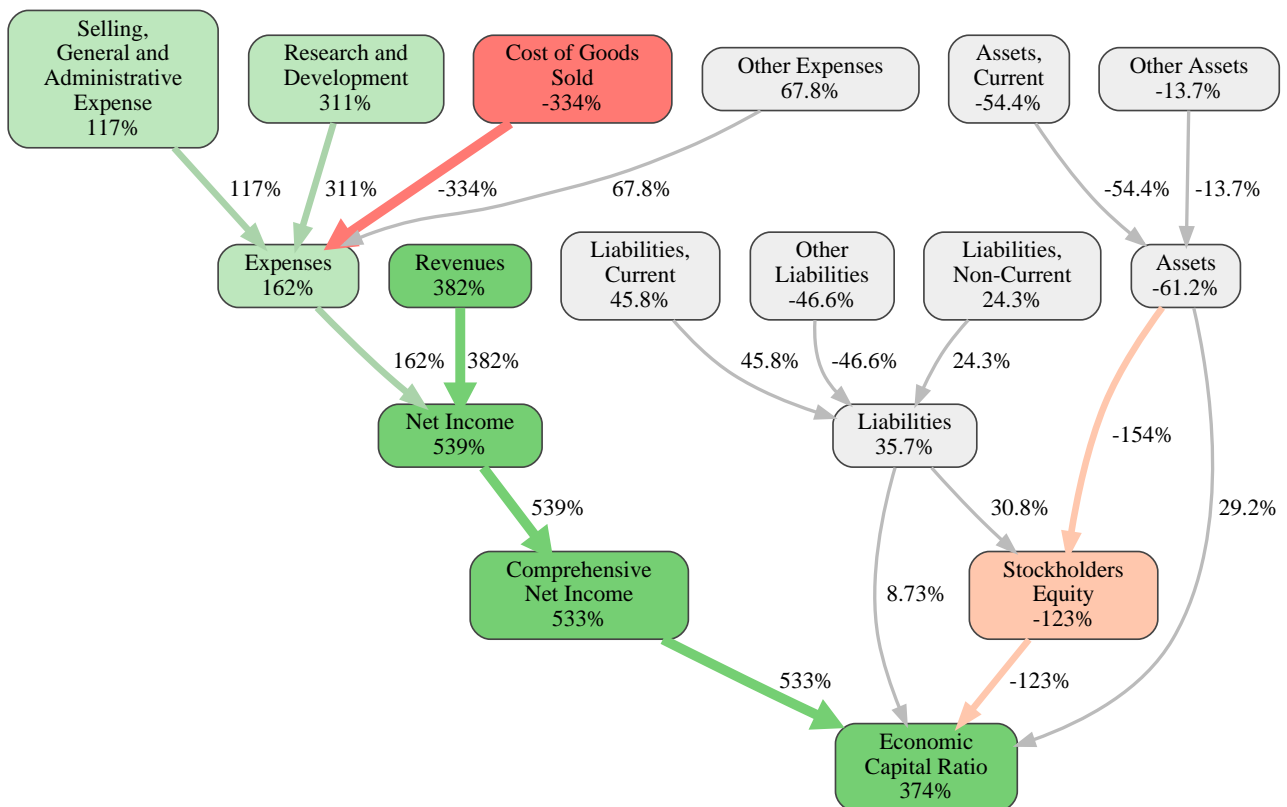 Selling,
General and
Administrative
Expense
117%
Research and
Development
311%
Cost of Goods
Sold
-334%
Other Expenses
67.8%
Assets,
Current
-54.4%
Other Assets
-13.7%
117%
311%
-334%
67.8%
-54.4%
-13.7%
Expenses
162%
Revenues
382%
Liabilities,
Current
45.8%
Other
Liabilities
-46.6%
Liabilities,
Non-Current
24.3%
Assets
-61.2%
162%
382%
45.8%
-46.6%
24.3%
Net Income
539%
Liabilities
35.7%
-154%
539%
30.8%
29.2%
Comprehensive
Net Income
533%
8.73%
Stockholders
Equity
-123%
533%
-123%
Economic
Capital Ratio
374%